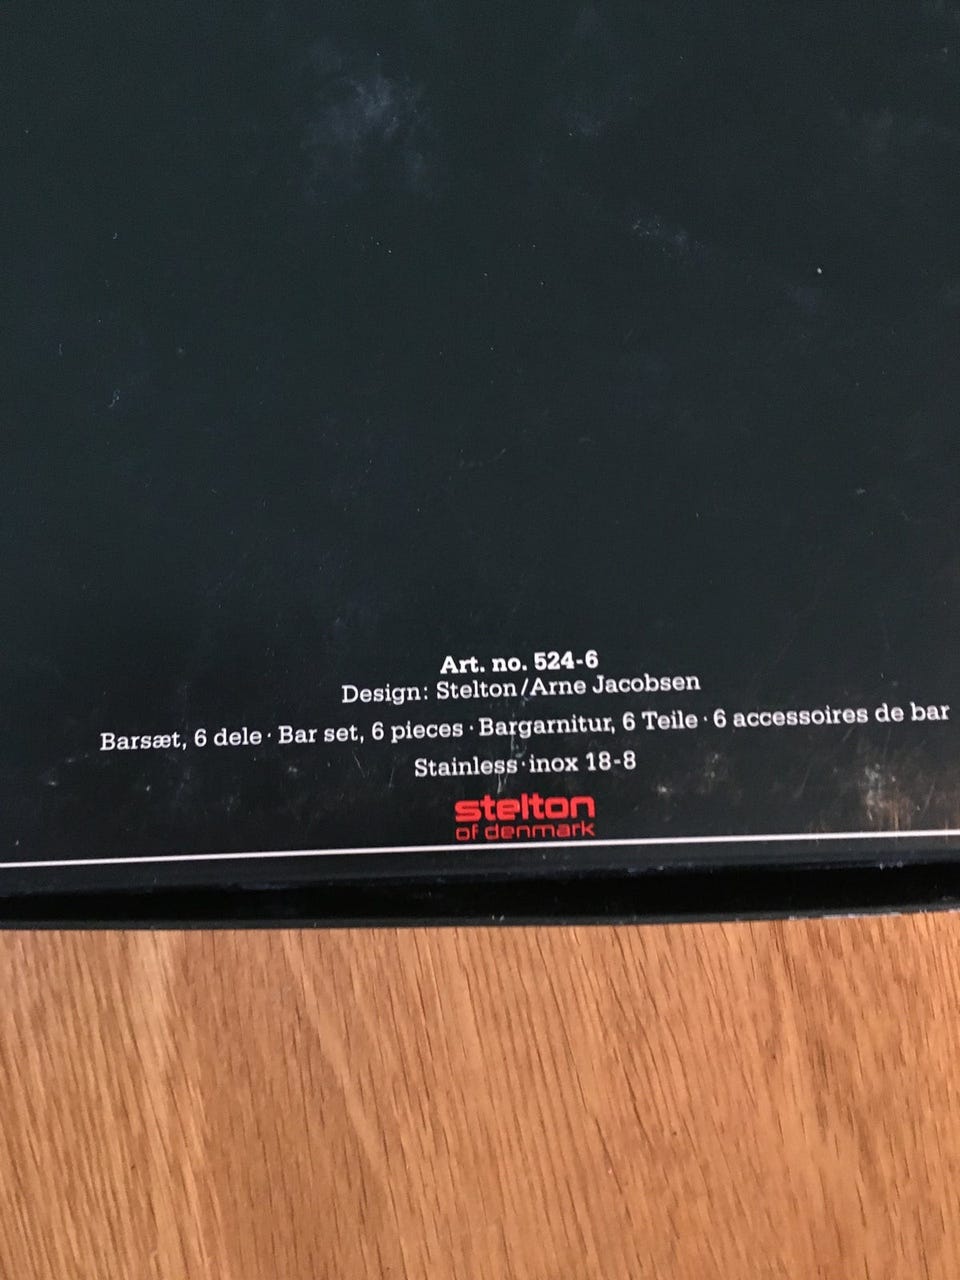 Art. no. 524-6
Design: Stelton/Arne Jacobsen
Barsæt, 6 dele · Bar set, 6 pieces · Bargarnitur, 6 Teile · 6 accessoires de bar
Stainless · inox 18-8
stelton
of denmark